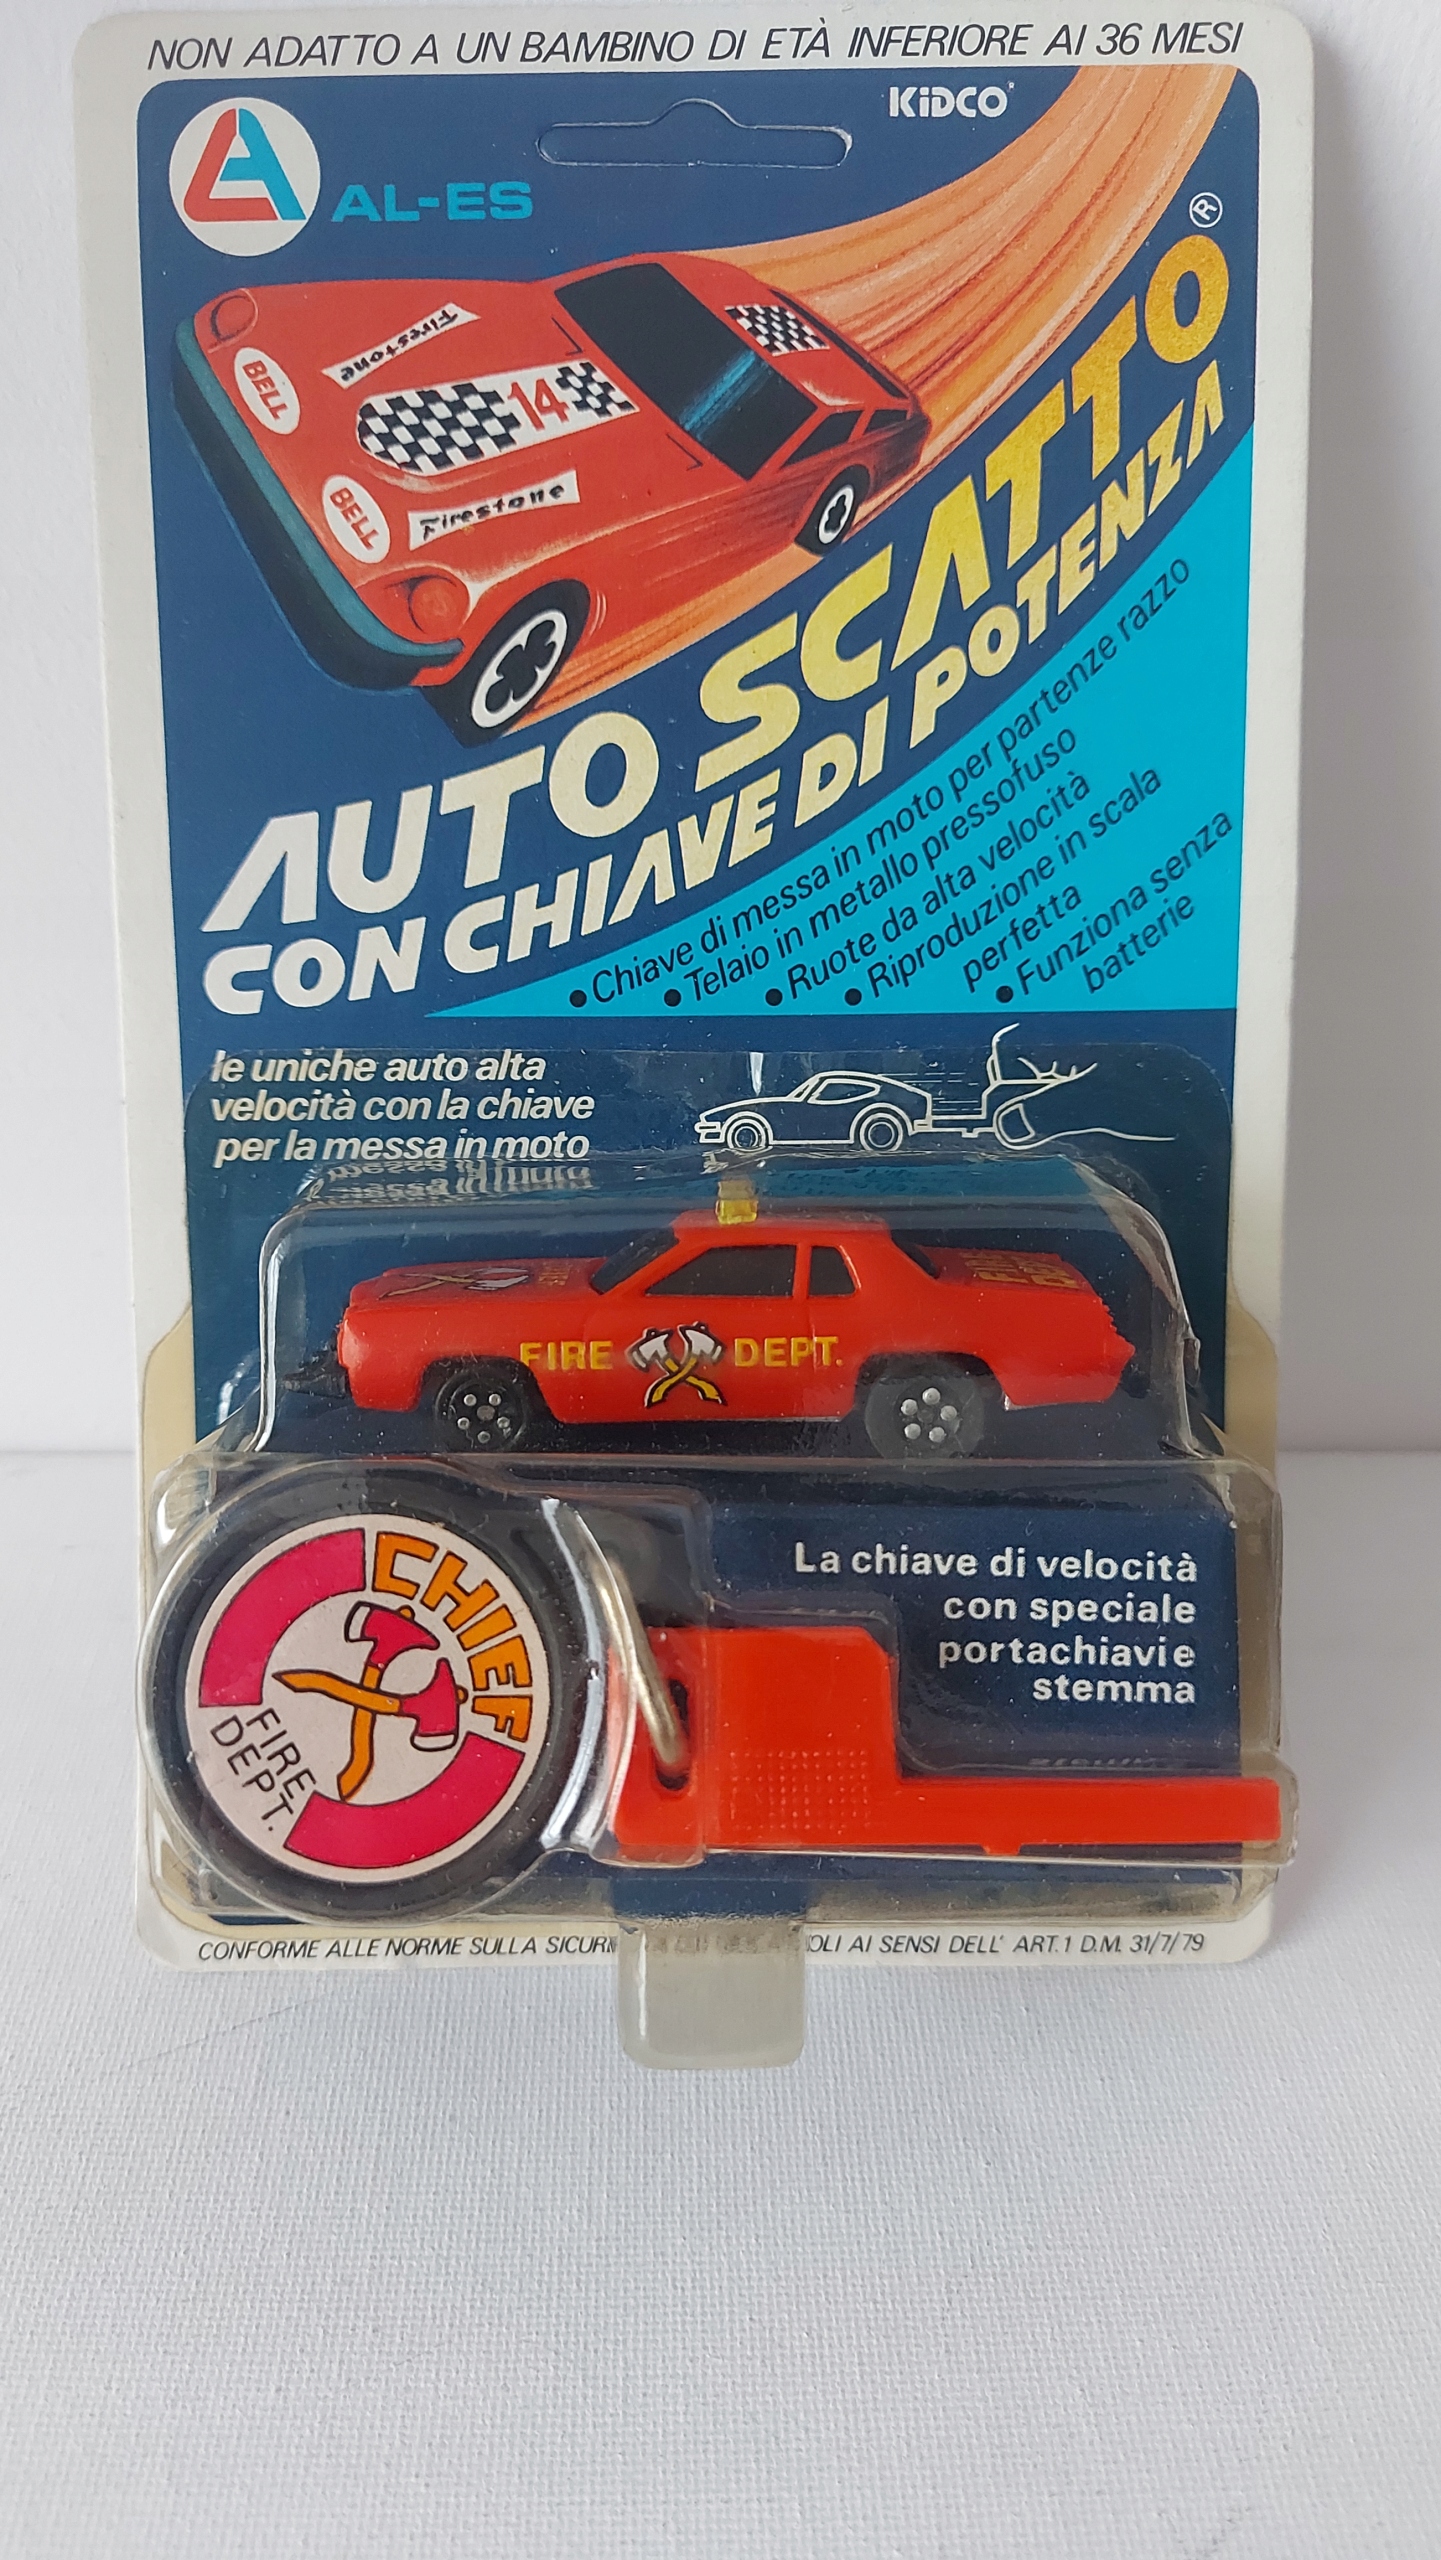 NON ADATTO A UN BAMBINO DI ETÀ INFERIORE AI 36 MESI
KiDCO
AL-ES
Firestone
BELL
14
BELL
Firestone
AUTO SCATTO®
CON CHIAVE DI POTENZA
• Chiave di messa in moto per partenze razzo
• Telaio in metallo pressofuso
• Ruote da alta velocità
• Riproduzione in scala
perfetta
• Funziona senza
batterie
le uniche auto alta
velocità con la chiave
per la messa in moto
FIRE DEPT.
CHIEF
FIRE
DEPT.
La chiave di velocità
con speciale
portachiavi e
stemma
CONFORME ALLE NORME SULLA AI SENSI DELL' ART.1 D.M. 31/7/79